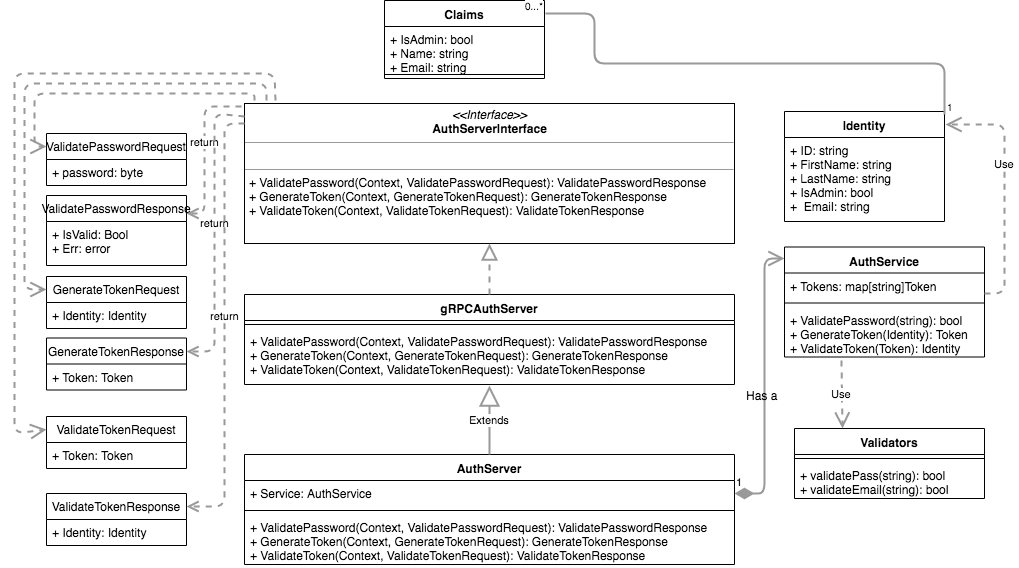 Claims
0...*
+ IsAdmin: bool
+ Name: string
+ Email: string
<<Interface>>
AuthServerInterface
+ ValidatePassword(Context, ValidatePasswordRequest): ValidatePasswordResponse
+ GenerateToken(Context, GenerateTokenRequest): GenerateTokenResponse
+ ValidateToken(Context, ValidateTokenRequest): ValidateTokenResponse
1
Identity
+ ID: string
+ FirstName: string
+ LastName: string
+ IsAdmin: bool
+ Email: string
Use
ValidatePasswordRequest
+ password: byte
return
ValidatePasswordResponse
+ IsValid: Bool
+ Err: error
return
GenerateTokenRequest
+ Identity: Identity
return
GenerateTokenResponse
+ Token: Token
ValidateTokenRequest
+ Token: Token
ValidateTokenResponse
+ Identity: Identity
gRPCAuthServer
+ ValidatePassword(Context, ValidatePasswordRequest): ValidatePasswordResponse
+ GenerateToken(Context, GenerateTokenRequest): GenerateTokenResponse
+ ValidateToken(Context, ValidateTokenRequest): ValidateTokenResponse
Extends
AuthServer
+ Service: AuthService
+ ValidatePassword(Context, ValidatePasswordRequest): ValidatePasswordResponse
+ GenerateToken(Context, GenerateTokenRequest): GenerateTokenResponse
+ ValidateToken(Context, ValidateTokenRequest): ValidateTokenResponse
1
Has a
AuthService
+ Tokens: map[string]Token
+ ValidatePassword(string): bool
+ GenerateToken(Identity): Token
+ ValidateToken(Token): Identity
Use
Validators
+ validatePass(string): bool
+ validateEmail(string): bool